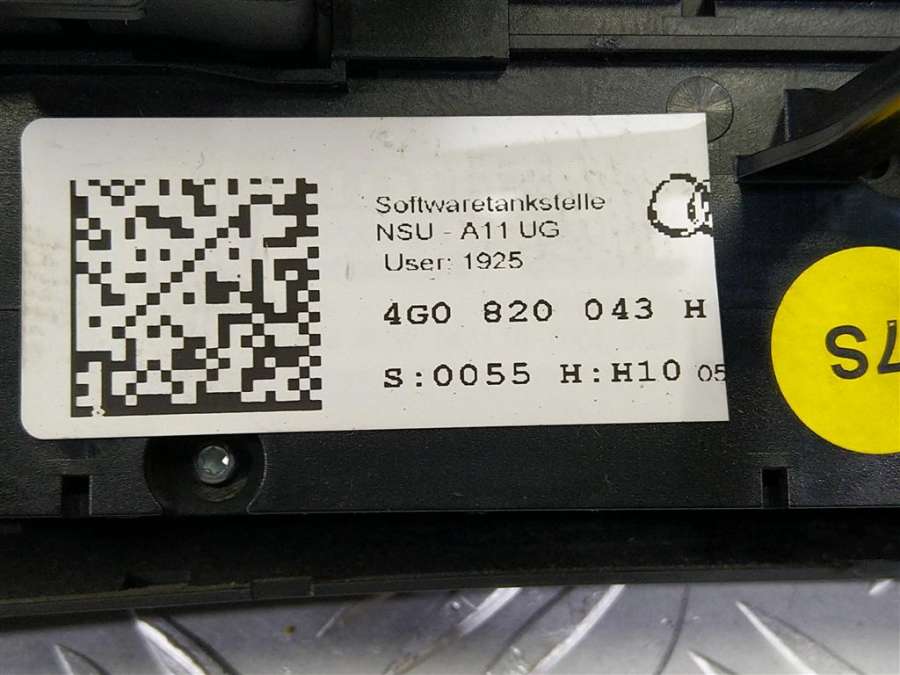 Softwaretankstelle
NSU - A11 UG
User: 1925
4G0 820 043 H
S:0055 H:H10 05